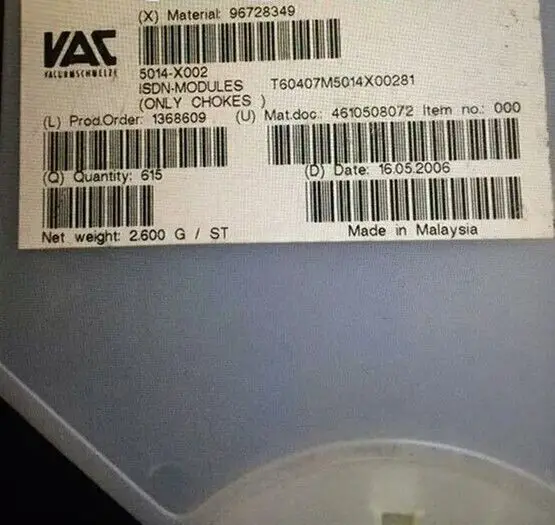 (X) Material: 96728349
VAC
VACUUMSCHMELZE
5014-X002
ISDN-MODULES T60407M5014X00281
(ONLY CHOKES )
(L) Prod.Order: 1368609 (U) Mat.doc.: 4610508072 Item no.: 000
(Q) Quantity: 615 (D) Date: 16.05.2006
Net weight: 2.600 G / ST Made in Malaysia